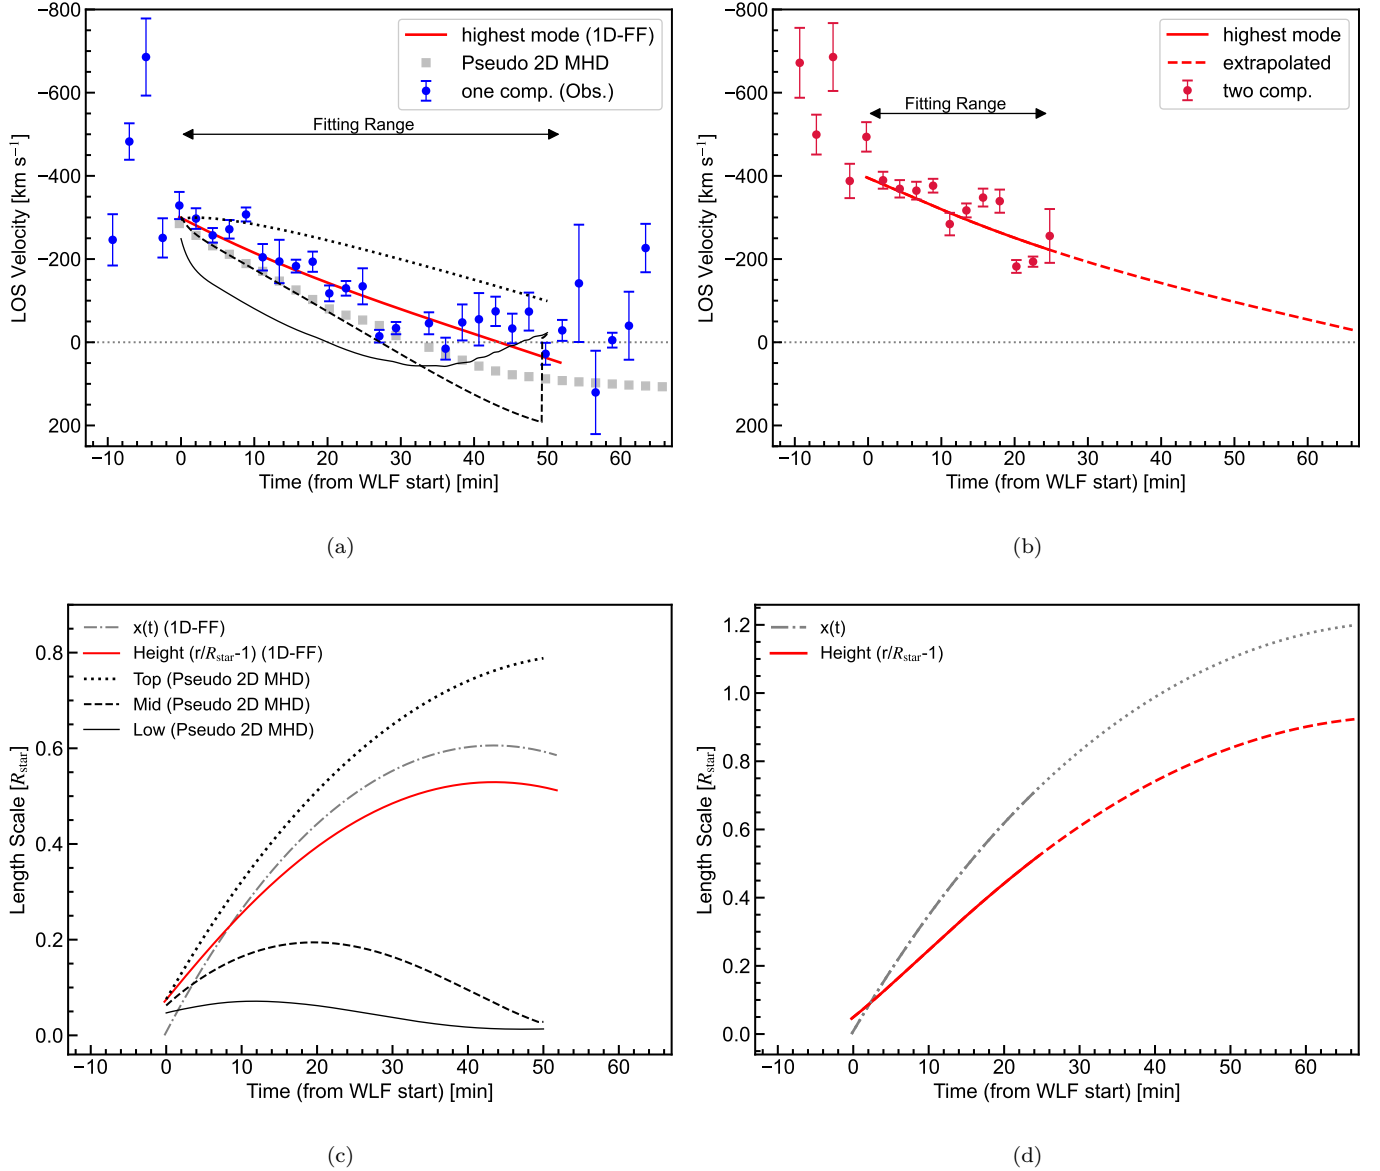 −800
−600
−400
−200
0
200
LOS Velocity [km s⁻¹]
highest mode (1D-FF)
Pseudo 2D MHD
one comp. (Obs.)
Fitting Range
−10 0 10 20 30 40 50 60
Time (from WLF start) [min]
(a)
−800
−600
−400
−200
0
200
LOS Velocity [km s⁻¹]
highest mode
extrapolated
two comp.
Fitting Range
−10 0 10 20 30 40 50 60
Time (from WLF start) [min]
(b)
0.8
0.6
0.4
0.2
0.0
Length Scale [Rstar]
x(t) (1D-FF)
Height (r/Rstar-1) (1D-FF)
Top (Pseudo 2D MHD)
Mid (Pseudo 2D MHD)
Low (Pseudo 2D MHD)
−10 0 10 20 30 40 50 60
Time (from WLF start) [min]
(c)
1.2
1.0
0.8
0.6
0.4
0.2
0.0
Length Scale [Rstar]
x(t)
Height (r/Rstar-1)
−10 0 10 20 30 40 50 60
Time (from WLF start) [min]
(d)